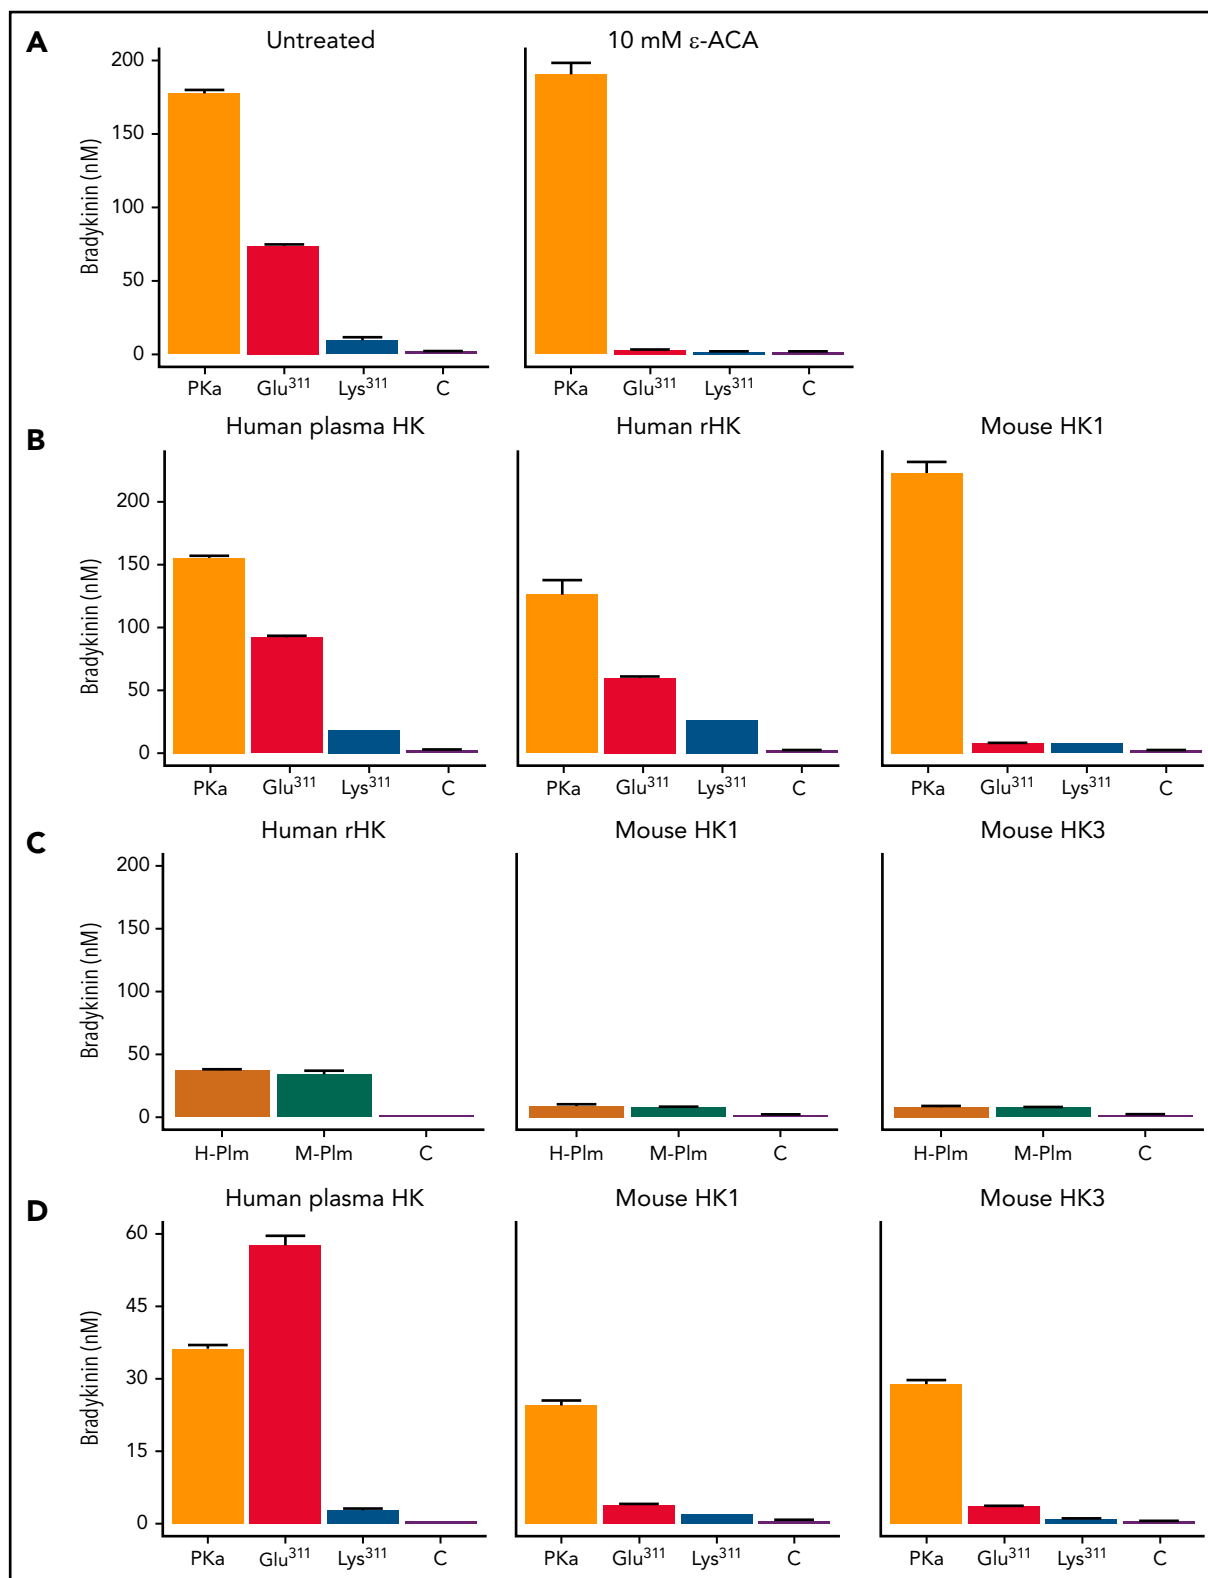 A
Untreated
10 mM ε-ACA
Bradykinin (nM)
200
150
100
50
0
PKa Glu³¹¹ Lys³¹¹ C
PKa Glu³¹¹ Lys³¹¹ C
B
Human plasma HK
Human rHK
Mouse HK1
Bradykinin (nM)
200
150
100
50
0
PKa Glu³¹¹ Lys³¹¹ C
PKa Glu³¹¹ Lys³¹¹ C
PKa Glu³¹¹ Lys³¹¹ C
C
Human rHK
Mouse HK1
Mouse HK3
Bradykinin (nM)
200
150
100
50
0
H-Plm M-Plm C
H-Plm M-Plm C
H-Plm M-Plm C
D
Human plasma HK
Mouse HK1
Mouse HK3
Bradykinin (nM)
60
45
30
15
0
PKa Glu³¹¹ Lys³¹¹ C
PKa Glu³¹¹ Lys³¹¹ C
PKa Glu³¹¹ Lys³¹¹ C